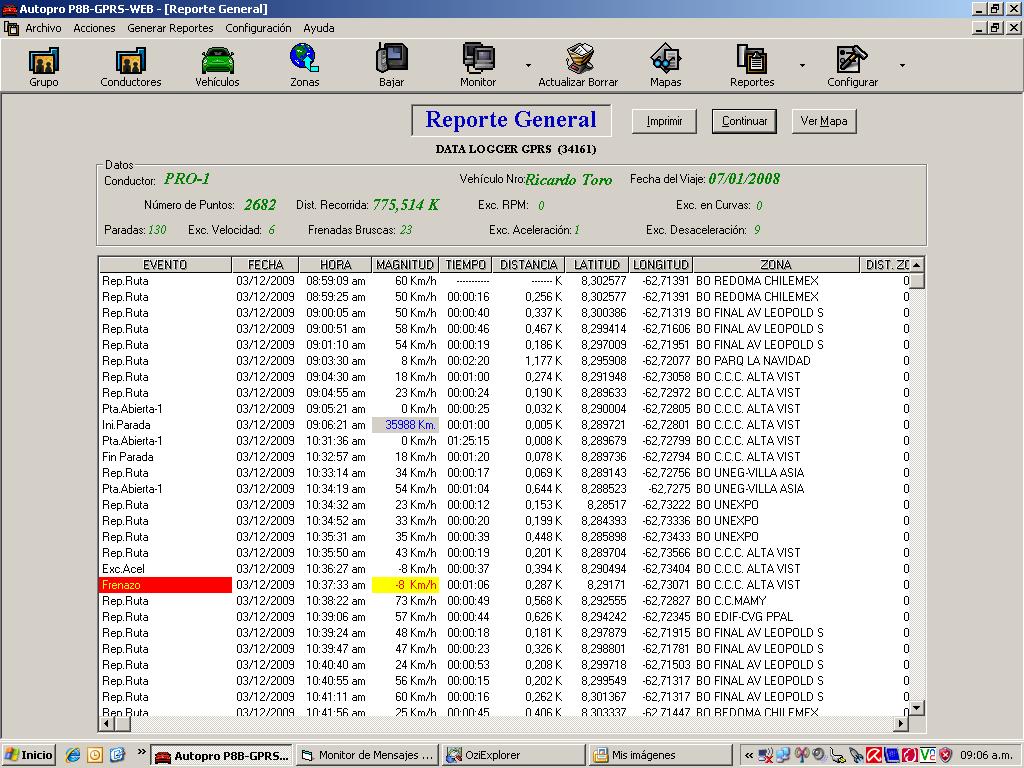 Autopro P8B-GPRS-WEB - [Reporte General]
Archivo Acciones Generar Reportes Configuración Ayuda
Grupo Conductores Vehículos Zonas Bajar Monitor Actualizar Borrar Mapas Reportes Configurar
Reporte General Imprimir Continuar Ver Mapa
DATA LOGGER GPRS (34161)
Datos
Conductor: PRO-1 Vehículo Nro: Ricardo Toro Fecha del Viaje: 07/01/2008
Número de Puntos: 2682 Dist. Recorrida: 775,514 K Exc. RPM: 0 Exc. en Curvas: 0
Paradas: 130 Exc. Velocidad: 6 Frenadas Bruscas: 23 Exc. Aceleración: 1 Exc. Desaceleración: 9
EVENTO FECHA HORA MAGNITUD TIEMPO DISTANCIA LATITUD LONGITUD ZONA DIST. ZO
Rep.Ruta 03/12/2009 08:59:09 am 60 Km/h ---------- ------- K 8,302577 -62,71391 BO REDOMA CHILEMEX 0
Rep.Ruta 03/12/2009 08:59:25 am 50 Km/h 00:00:16 0,256 K 8,302577 -62,71391 BO REDOMA CHILEMEX 0
Rep.Ruta 03/12/2009 09:00:05 am 50 Km/h 00:00:40 0,337 K 8,300386 -62,71319 BO FINAL AV LEOPOLD S 0
Rep.Ruta 03/12/2009 09:00:51 am 58 Km/h 00:00:46 0,467 K 8,299414 -62,71606 BO FINAL AV LEOPOLD S 0
Rep.Ruta 03/12/2009 09:01:10 am 54 Km/h 00:00:19 0,186 K 8,297009 -62,71951 BO FINAL AV LEOPOLD S 0
Rep.Ruta 03/12/2009 09:03:30 am 8 Km/h 00:02:20 1,177 K 8,295908 -62,72077 BO PARQ LA NAVIDAD 0
Rep.Ruta 03/12/2009 09:04:30 am 18 Km/h 00:01:00 0,274 K 8,291948 -62,73058 BO C.C.C. ALTA VIST 0
Rep.Ruta 03/12/2009 09:04:55 am 23 Km/h 00:00:24 0,190 K 8,289633 -62,72972 BO C.C.C. ALTA VIST 0
Pta.Abierta-1 03/12/2009 09:05:21 am 0 Km/h 00:00:25 0,032 K 8,290004 -62,72805 BO C.C.C. ALTA VIST 0
Ini.Parada 03/12/2009 09:06:21 am 35988 Km. 00:01:00 0,005 K 8,289721 -62,72801 BO C.C.C. ALTA VIST 0
Pta.Abierta-1 03/12/2009 10:31:36 am 0 Km/h 01:25:15 0,008 K 8,289679 -62,72799 BO C.C.C. ALTA VIST 0
Fin Parada 03/12/2009 10:32:57 am 18 Km/h 00:01:20 0,078 K 8,289736 -62,72794 BO C.C.C. ALTA VIST 0
Rep.Ruta 03/12/2009 10:33:14 am 34 Km/h 00:00:17 0,069 K 8,289143 -62,72756 BO UNEG-VILLA ASIA 0
Pta.Abierta-1 03/12/2009 10:34:19 am 54 Km/h 00:01:04 0,644 K 8,288523 -62,7275 BO UNEG-VILLA ASIA 0
Rep.Ruta 03/12/2009 10:34:32 am 23 Km/h 00:00:12 0,153 K 8,28517 -62,73222 BO UNEXPO 0
Rep.Ruta 03/12/2009 10:34:52 am 33 Km/h 00:00:20 0,199 K 8,284393 -62,73336 BO UNEXPO 0
Rep.Ruta 03/12/2009 10:35:31 am 35 Km/h 00:00:39 0,448 K 8,285898 -62,73433 BO UNEXPO 0
Rep.Ruta 03/12/2009 10:35:50 am 43 Km/h 00:00:19 0,201 K 8,289704 -62,73566 BO C.C.C. ALTA VIST 0
Exc.Acel 03/12/2009 10:36:27 am -8 Km/h 00:00:37 0,394 K 8,290494 -62,73404 BO C.C.C. ALTA VIST 0
Frenazo 03/12/2009 10:37:33 am -8 Km/h 00:01:06 0,287 K 8,29171 -62,73071 BO C.C.C. ALTA VIST 0
Rep.Ruta 03/12/2009 10:38:22 am 73 Km/h 00:00:49 0,568 K 8,292555 -62,72827 BO C.C.MAMY 0
Rep.Ruta 03/12/2009 10:39:06 am 57 Km/h 00:00:44 0,626 K 8,294242 -62,72345 BO EDIF-CVG PPAL 0
Rep.Ruta 03/12/2009 10:39:24 am 48 Km/h 00:00:18 0,181 K 8,297879 -62,71915 BO FINAL AV LEOPOLD S 0
Rep.Ruta 03/12/2009 10:39:47 am 47 Km/h 00:00:23 0,326 K 8,298801 -62,71781 BO FINAL AV LEOPOLD S 0
Rep.Ruta 03/12/2009 10:40:40 am 24 Km/h 00:00:53 0,208 K 8,299718 -62,71503 BO FINAL AV LEOPOLD S 0
Rep.Ruta 03/12/2009 10:40:55 am 56 Km/h 00:00:15 0,202 K 8,299549 -62,71317 BO FINAL AV LEOPOLD S 0
Rep.Ruta 03/12/2009 10:41:11 am 60 Km/h 00:00:16 0,262 K 8,301367 -62,71317 BO FINAL AV LEOPOLD S 0
Rep.Ruta 03/12/2009 10:41:56 am 25 Km/h 00:00:45 0,406 K 8,303337 -62,71447 BO REDOMA CHILEMEX 0
Inicio Autopro P8B-GPRS... Monitor de Mensajes ... OziExplorer Mis imágenes 09:06 a.m.